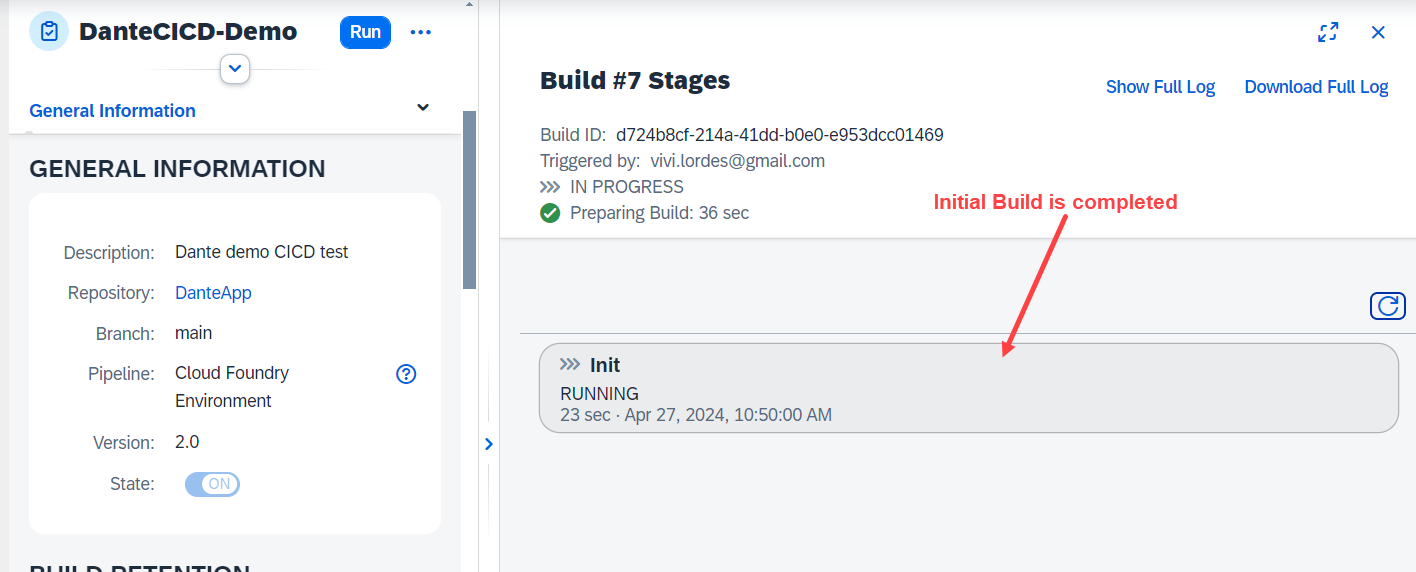 DanteCICD-Demo
Run
General Information
GENERAL INFORMATION
Description: Dante demo CICD test
Repository: DanteApp
Branch: main
Pipeline: Cloud Foundry
Environment
Version: 2.0
State: ON
BUILD RETENTION
Build #7 Stages
Show Full Log
Download Full Log
Build ID: d724b8cf-214a-41dd-b0e0-e953dcc01469
Triggered by: vivi.lordes@gmail.com
IN PROGRESS
Preparing Build: 36 sec
Initial Build is completed
Init
RUNNING
23 sec · Apr 27, 2024, 10:50:00 AM